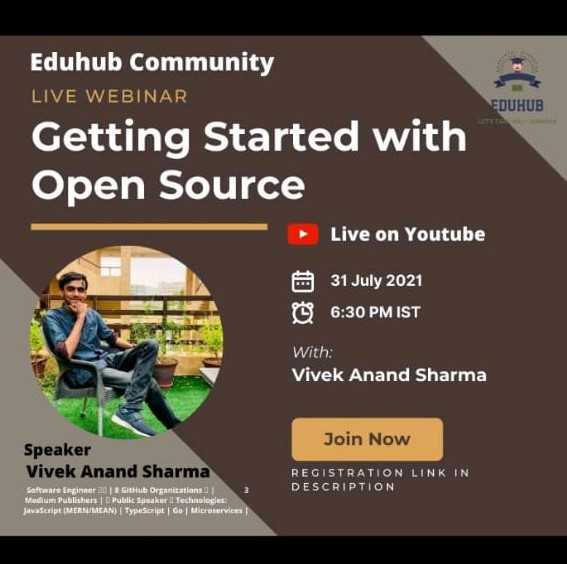 Eduhub Community
LIVE WEBINAR
Getting Started with
Open Source
EDUHUB
Live on Youtube
31 July 2021
6:30 PM IST
With:
Vivek Anand Sharma
Join Now
REGISTRATION LINK IN
DESCRIPTION
Speaker
Vivek Anand Sharma
Software Engineer | 8 GitHub Organizations | 3
Medium Publishers | Public Speaker Technologies:
JavaScript (MERN/MEAN) | TypeScript | Go | Microservices |